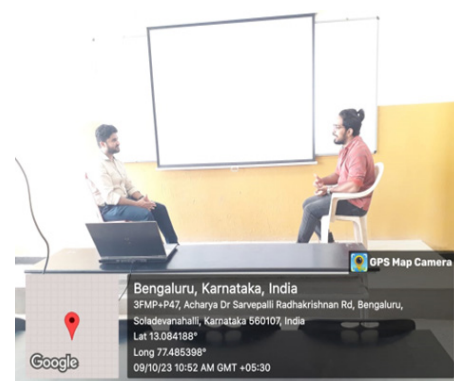 GPS Map Camera
Bengaluru, Karnataka, India
3FMP+P47, Acharya Dr Sarvepalli Radhakrishnan Rd, Bengaluru,
Soladevanahalli, Karnataka 560107, India
Lat 13.084188°
Long 77.485398°
09/10/23 10:52 AM GMT +05:30
Google